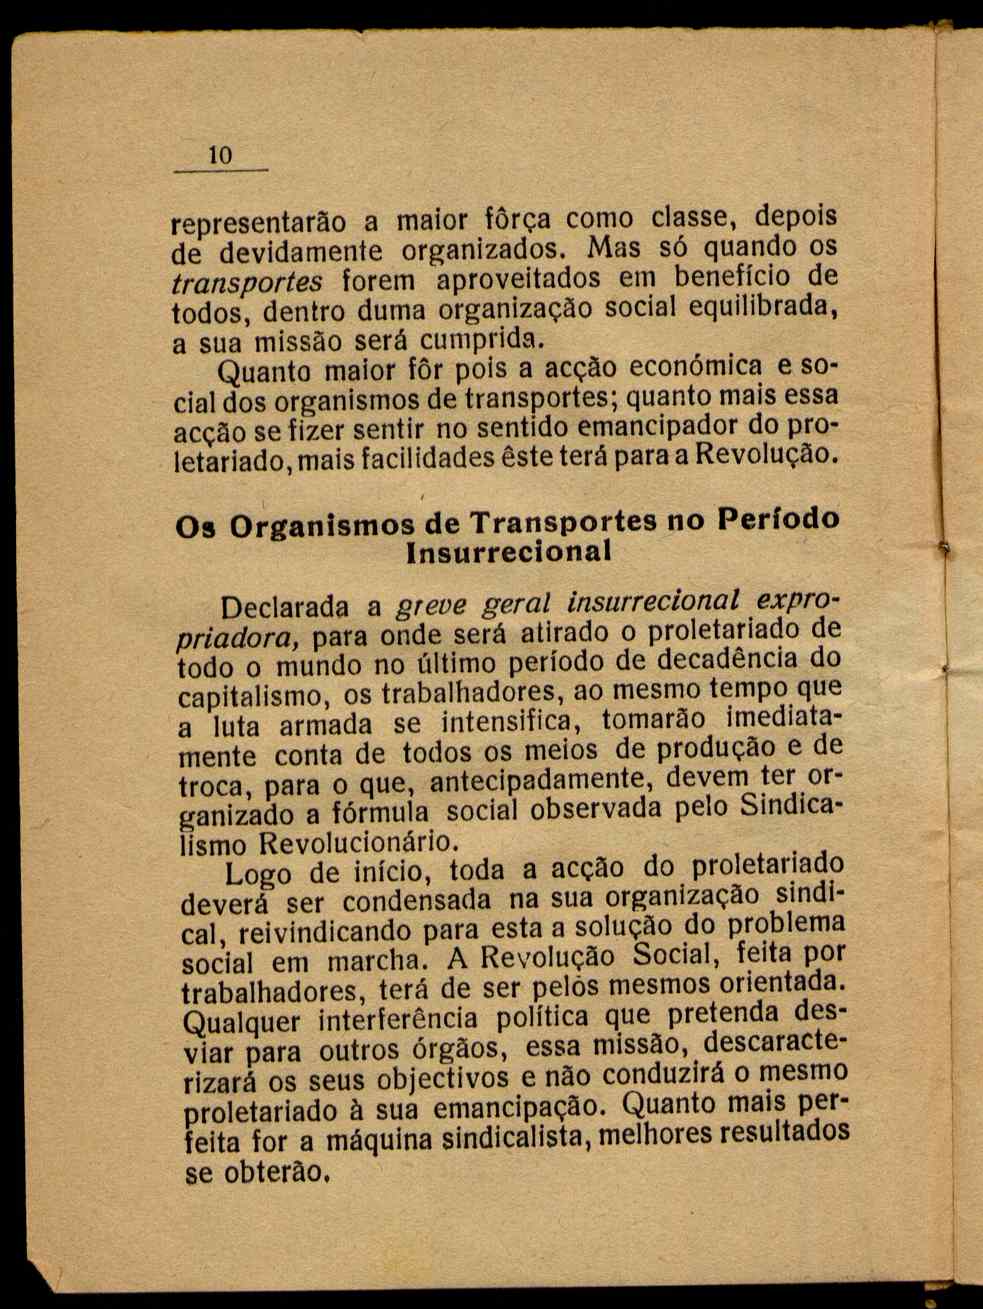 10
representarão a maior fôrça como classe, depois
de devidamente organizados. Mas só quando os
transportes forem aproveitados em benefício de
todos, dentro duma organização social equilibrada,
a sua missão será cumprida.
Quanto maior fôr pois a acção económica e so-
cial dos organismos de transportes; quanto mais essa
acção se fizer sentir no sentido emancipador do pro-
letariado, mais facilidades êste terá para a Revolução.
Os Organismos de Transportes no Período
Insurrecional
Declarada a greve geral insurrecional expro-
priadora, para onde será atirado o proletariado de
todo o mundo no último período de decadência do
capitalismo, os trabalhadores, ao mesmo tempo que
a luta armada se intensifica, tomarão imediata-
mente conta de todos os meios de produção e de
troca, para o que, antecipadamente, devem ter or-
ganizado a fórmula social observada pelo Sindica-
lismo Revolucionário.
Logo de início, toda a acção do proletariado
deverá ser condensada na sua organização sindi-
cal, reivindicando para esta a solução do problema
social em marcha. A Revolução Social, feita por
trabalhadores, terá de ser pelos mesmos orientada.
Qualquer interferência política que pretenda des-
viar para outros órgãos, essa missão, descaracte-
rizará os seus objectivos e não conduzirá o mesmo
proletariado à sua emancipação. Quanto mais per-
feita for a máquina sindicalista, melhores resultados
se obterão.